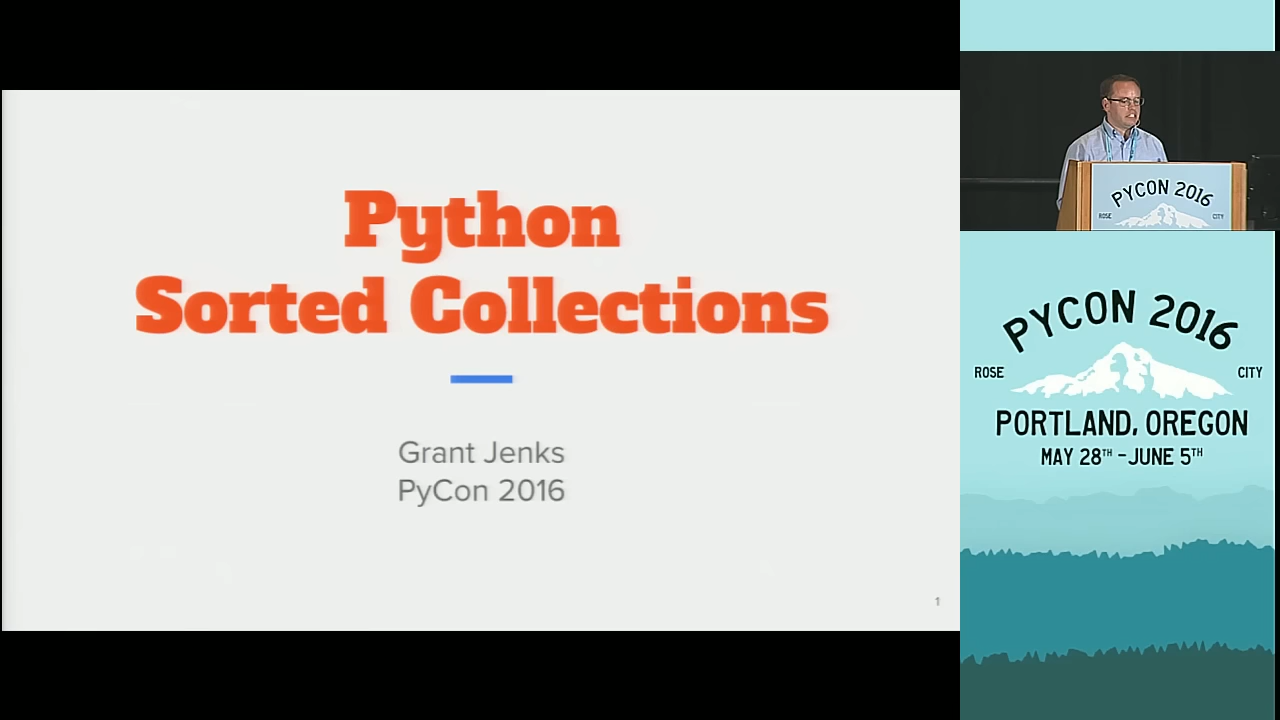 Python
Sorted Collections
Grant Jenks
PyCon 2016
1
PYCON 2016
ROSE
CITY
PYCON 2016
ROSE
CITY
PORTLAND, OREGON
MAY 28TH - JUNE 5TH